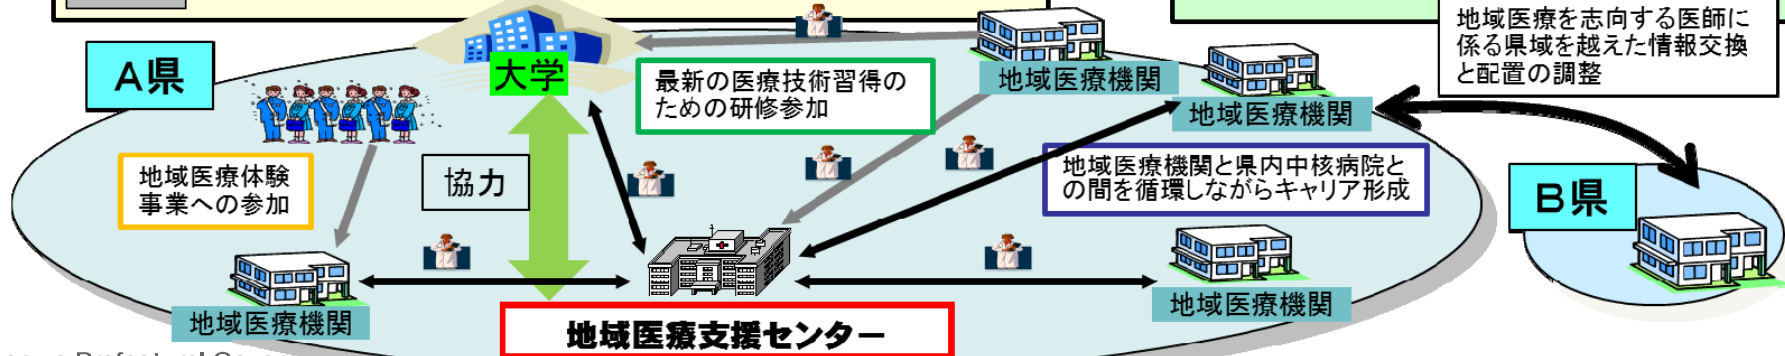 地域医療を志向する医師に
係る県域を越えた情報交換
と配置の調整
A県
大学
最新の医療技術習得の
ための研修参加
地域医療機関
地域医療機関
地域医療体験
事業への参加
協力
地域医療機関と県内中核病院と
の間を循環しながらキャリア形成
B県
地域医療機関
地域医療支援センター
地域医療機関